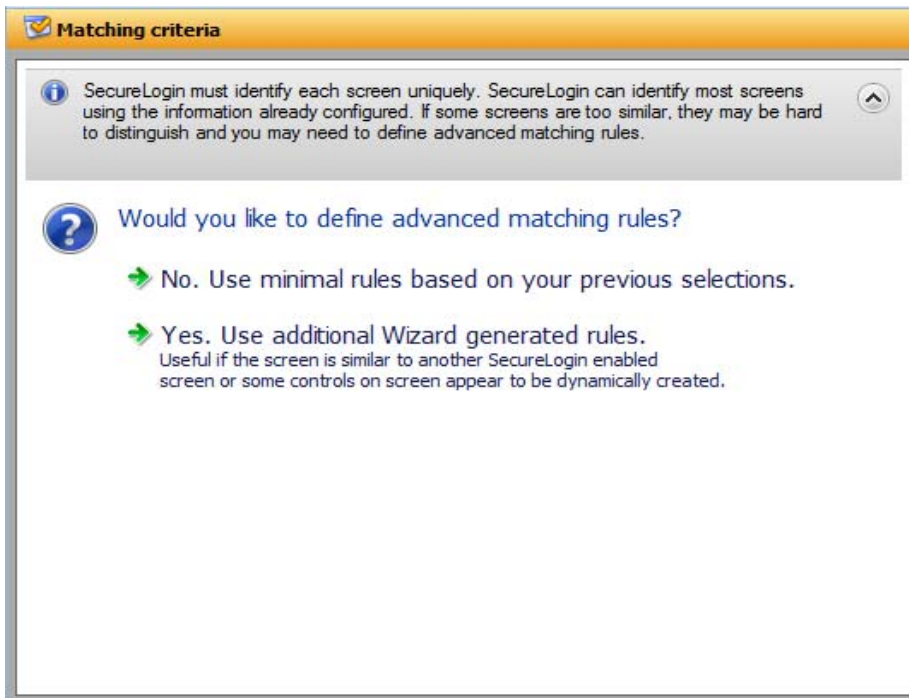 Matching criteria
SecureLogin must identify each screen uniquely. SecureLogin can identify most screens
using the information already configured. If some screens are too similar, they may be hard
to distinguish and you may need to define advanced matching rules.
Would you like to define advanced matching rules?
No. Use minimal rules based on your previous selections.
Yes. Use additional Wizard generated rules.
Useful if the screen is similar to another SecureLogin enabled
screen or some controls on screen appear to be dynamically created.